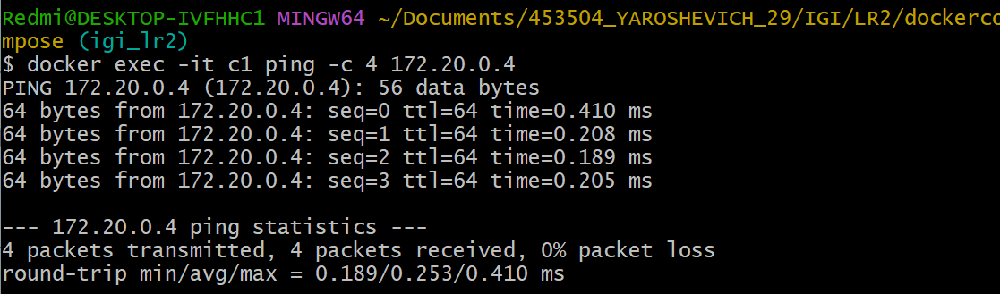 Redmi@DESKTOP-IVFHHC1 MINGW64 ~/Documents/453504_YAROSHEVICH_29/IGI/LR2/dockerco
mpose (igi_lr2)
$ docker exec -it c1 ping -c 4 172.20.0.4
PING 172.20.0.4 (172.20.0.4): 56 data bytes
64 bytes from 172.20.0.4: seq=0 ttl=64 time=0.410 ms
64 bytes from 172.20.0.4: seq=1 ttl=64 time=0.208 ms
64 bytes from 172.20.0.4: seq=2 ttl=64 time=0.189 ms
64 bytes from 172.20.0.4: seq=3 ttl=64 time=0.205 ms

--- 172.20.0.4 ping statistics ---
4 packets transmitted, 4 packets received, 0% packet loss
round-trip min/avg/max = 0.189/0.253/0.410 ms